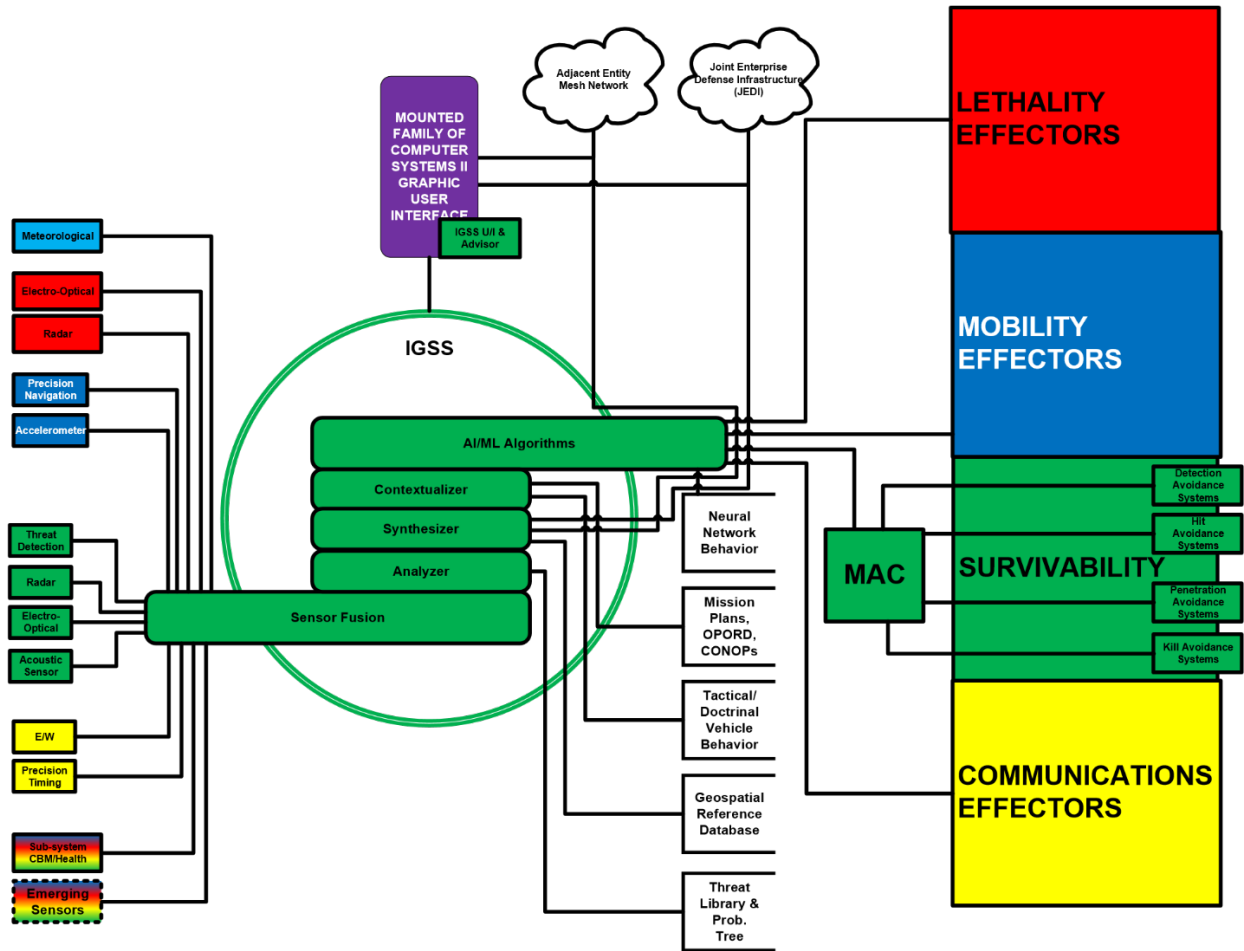 Adjacent Entity
Mesh Network
Joint Enterprise
Defense Infrastructure
(JEDI)
MOUNTED
FAMILY OF
COMPUTER
SYSTEMS II
GRAPHIC
USER
INTERFACE
IGSS U/I &
Advisor
LETHALITY
EFFECTORS
Meteorological
Electro-Optical
Radar
Precision
Navigation
Accelerometer
Threat
Detection
Radar
Electro-
Optical
Acoustic
Sensor
E/W
Precision
Timing
Sub-system
CBM/Health
Emerging
Sensors
IGSS
AI/ML Algorithms
Contextualizer
Synthesizer
Analyzer
Sensor Fusion
Neural
Network
Behavior
Mission
Plans,
OPORD,
CONOPs
Tactical/
Doctrinal
Vehicle
Behavior
Geospatial
Reference
Database
Threat
Library &
Prob.
Tree
MOBILITY
EFFECTORS
MAC
SURVIVABILITY
Detection
Avoidance
Systems
Hit
Avoidance
Systems
Penetration
Avoidance
Systems
Kill Avoidance
Systems
COMMUNICATIONS
EFFECTORS